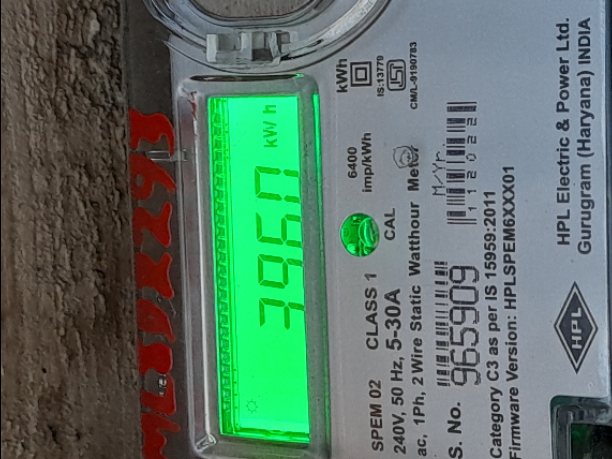 3960 kWh
kWh
IS:13779
CM/L-9190783
6400
imp/kWh
CAL
SPEM 02 CLASS 1
240V, 50 Hz, 5-30A
ac, 1Ph, 2 Wire Static Watthour Meter
M/Yr.
S. No. 965909 112022
Category C3 as per IS 15959:2011
Firmware Version: HPLSPEM6XXX01
HPL
HPL Electric & Power Ltd.
Gurugram (Haryana) INDIA